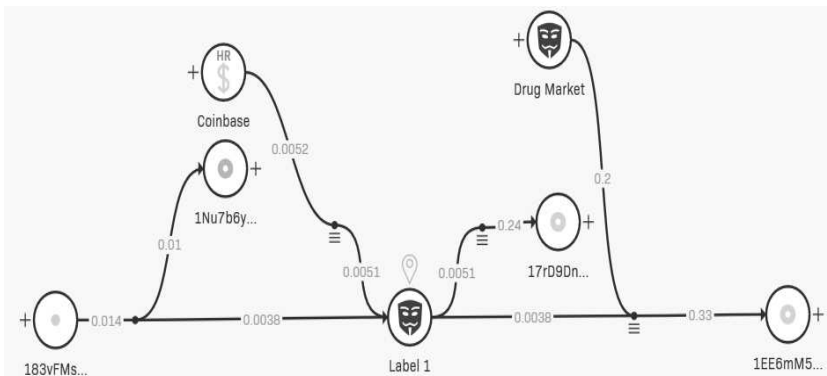 HR
$
Coinbase
Drug Market
0.0052
0.2
1Nu7b6y...
0.01
0.24
17rD9Dn...
0.0051
0.0051
0.014
0.0038
0.0038
0.33
183vFMs...
Label 1
1EE6mM5...